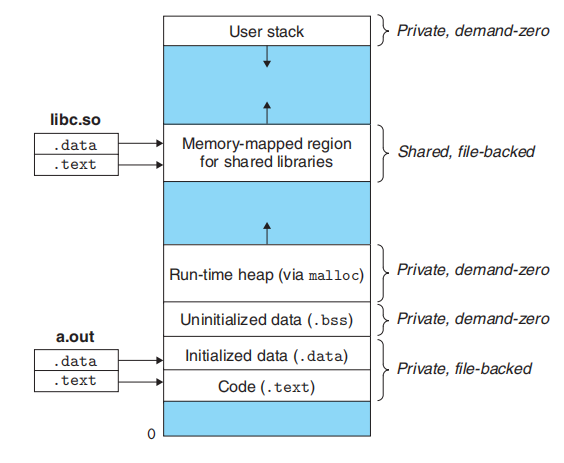 User stack
Private, demand-zero
libc.so
.data
.text
Memory-mapped region
for shared libraries
Shared, file-backed
Run-time heap (via malloc)
Private, demand-zero
Uninitialized data (.bss)
Private, demand-zero
a.out
.data
.text
Initialized data (.data)
Code (.text)
Private, file-backed
0